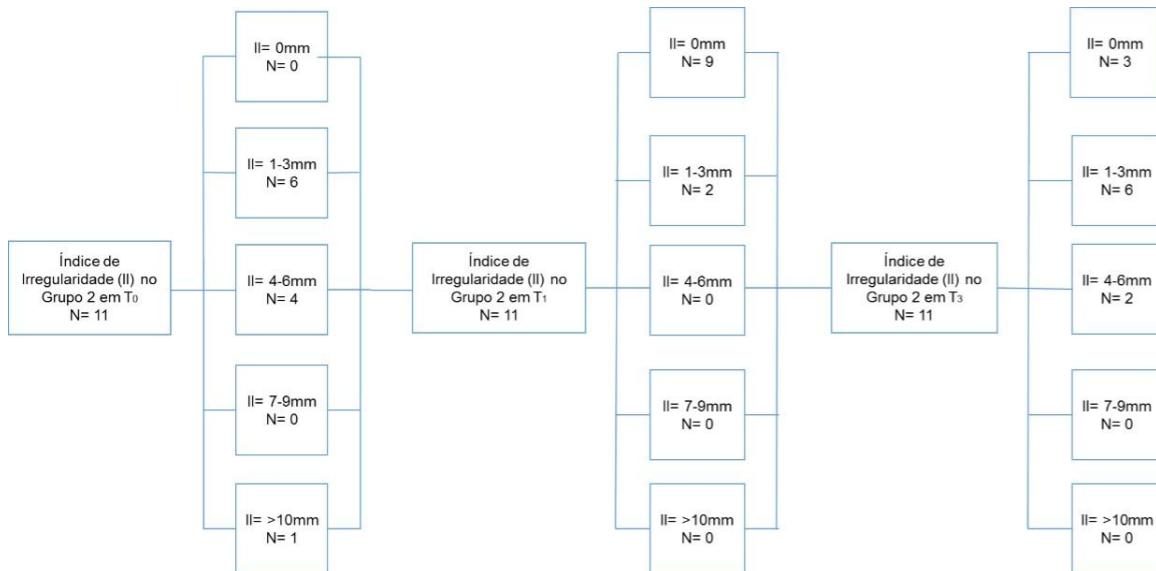 Índice de
Irregularidade (II) no
Grupo 2 em T0
N= 11
II= 0mm
N= 0
II= 1-3mm
N= 6
II= 4-6mm
N= 4
II= 7-9mm
N= 0
II= >10mm
N= 1
Índice de
Irregularidade (II) no
Grupo 2 em T1
N= 11
II= 0mm
N= 9
II= 1-3mm
N= 2
II= 4-6mm
N= 0
II= 7-9mm
N= 0
II= >10mm
N= 0
Índice de
Irregularidade (II) no
Grupo 2 em T3
N= 11
II= 0mm
N= 3
II= 1-3mm
N= 6
II= 4-6mm
N= 2
II= 7-9mm
N= 0
II= >10mm
N= 0